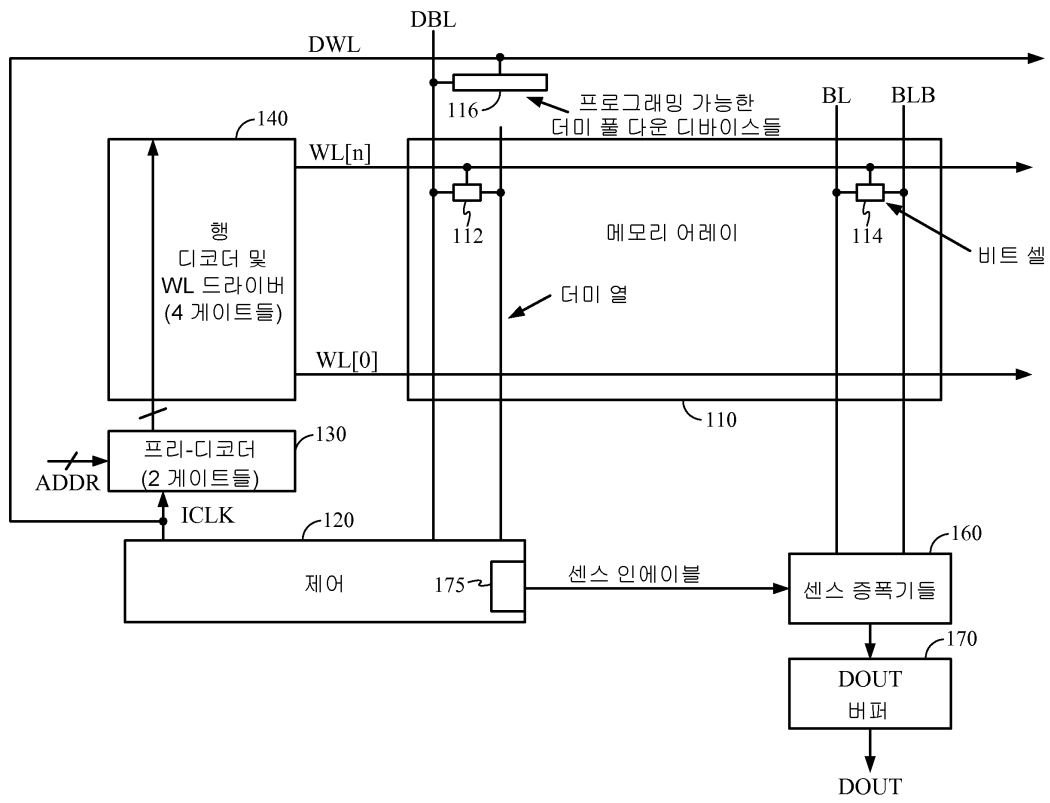 DBL
DWL
116
프로그래밍 가능한
더미 풀 다운 디바이스들
BL
BLB
140
WL[n]
행
디코더 및
WL 드라이버
(4 게이트들)
112
메모리 어레이
114
비트 셀
더미 열
WL[0]
110
프리-디코더
(2 게이트들)
130
ADDR
ICLK
120
제어
175
센스 인에이블
160
센스 증폭기들
170
DOUT
버퍼
DOUT